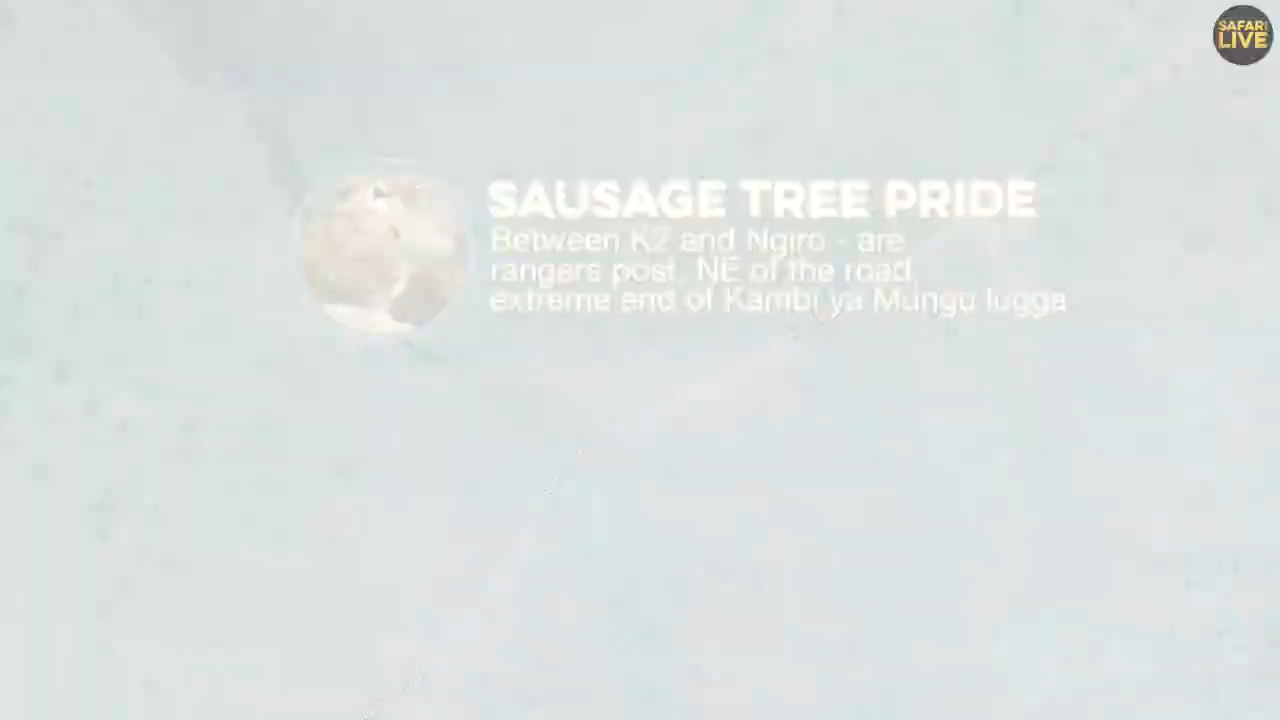 SAFARI
LIVE
SAUSAGE TREE PRIDE
Between K2 and Ngiro - are
rangers post, NE of the road
extreme end of Kambi ya Mungu lugga